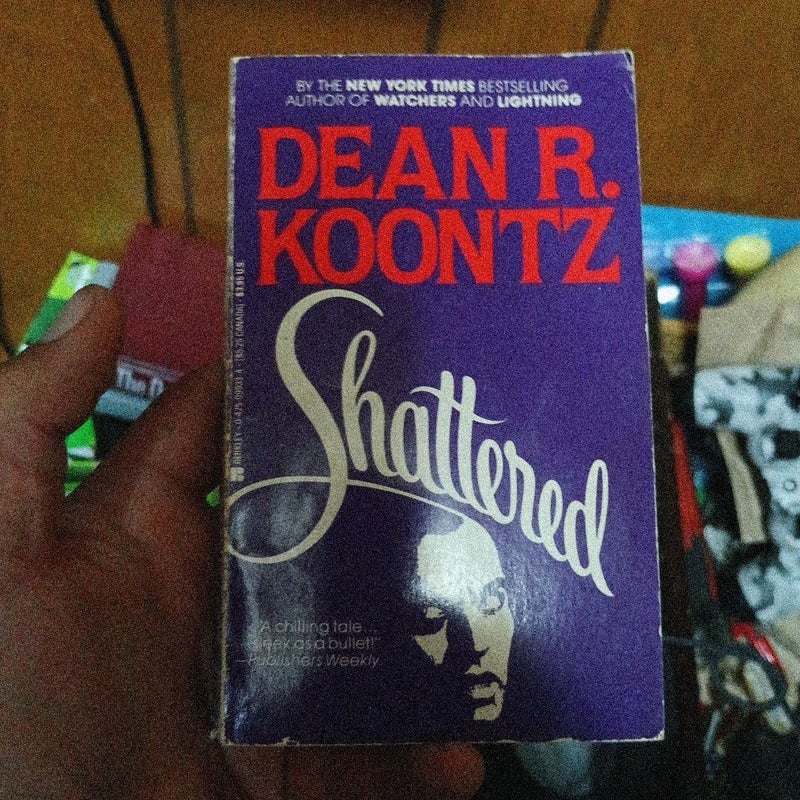 BY THE NEW YORK TIMES BESTSELLING
AUTHOR OF WATCHERS AND LIGHTNING
DEAN R.
KOONTZ
Shattered
"A chilling tale...
sleek as a bullet!"
—Publishers Weekly
The